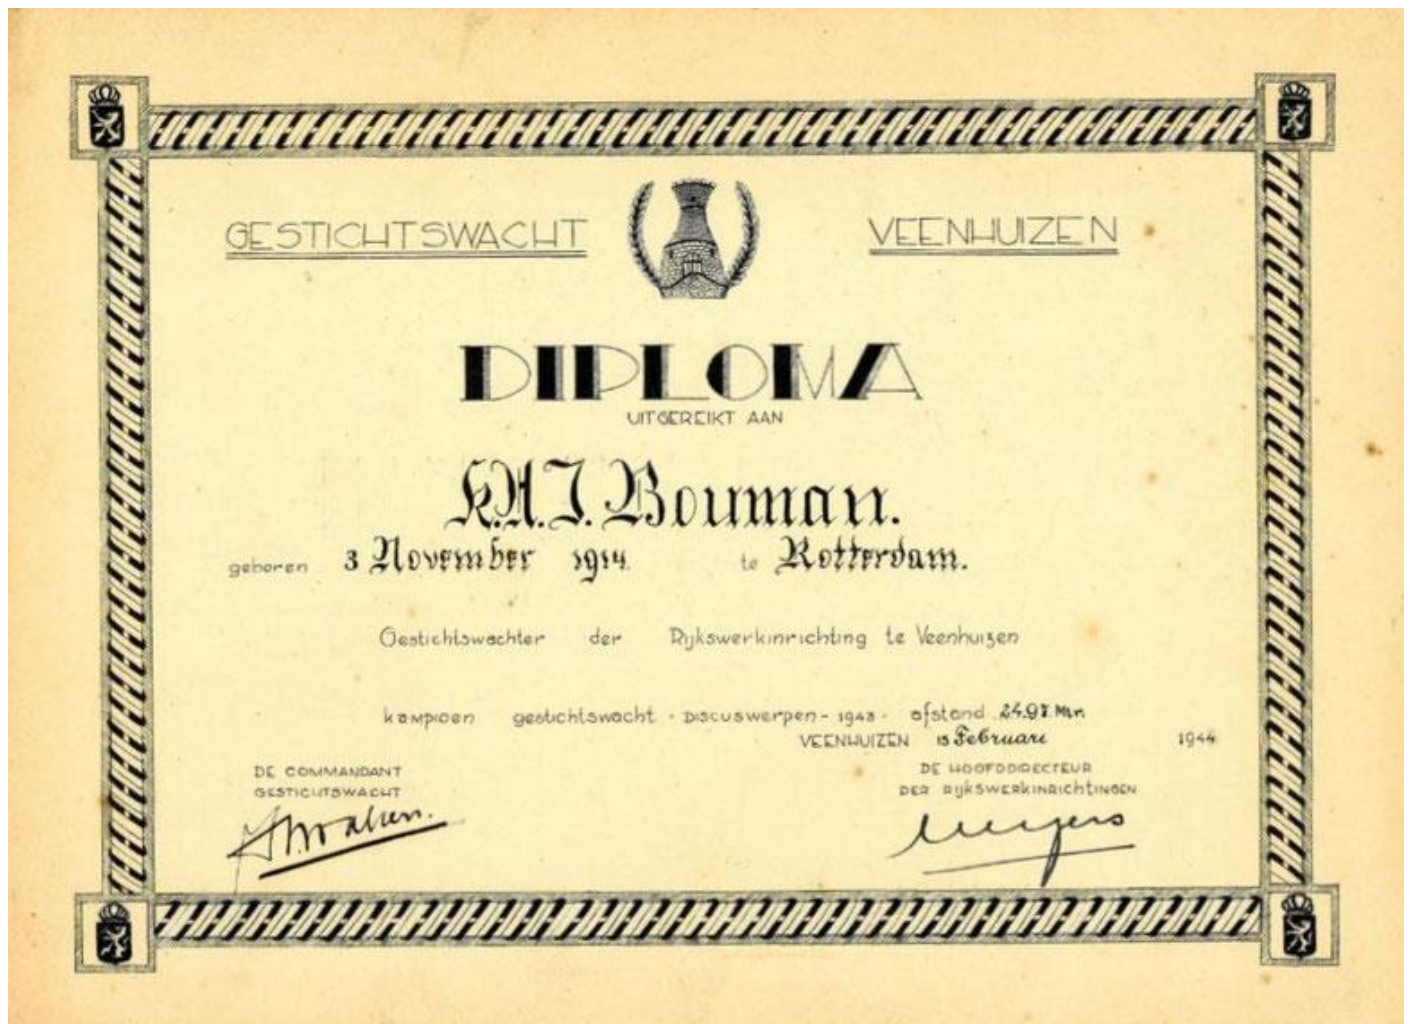 GESTICHTSWACHT VEENHUIZEN
DIPLOMA
UITGEREIKT AAN
K.A.J. Bouman.
geboren 3 November 1914. te Rotterdam.
Gestichtswachter der Rijkswerkinrichting te Veenhuizen
kampioen gestichtswacht - Discuswerpen - 1943 - afstand 24.97. Mtr.
VEENHUIZEN 15 Februari 1944
DE COMMANDANT
GESTICHTSWACHT
DE HOOFDDIRECTEUR
DER RIJKSWERKINRICHTINGEN